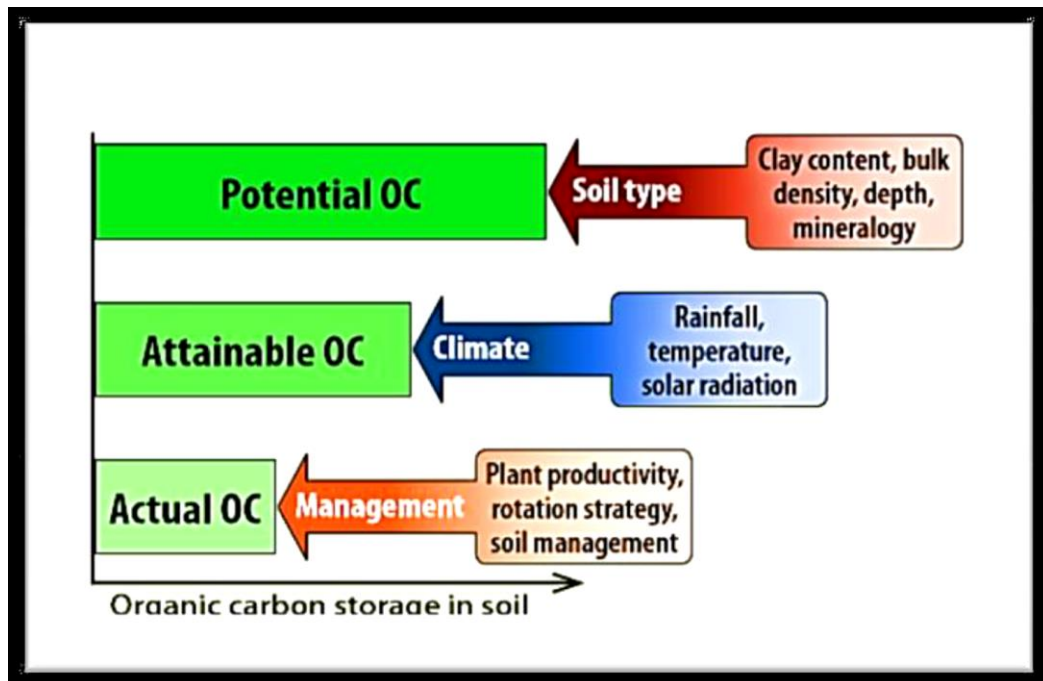 Potential OC
Soil type
Clay content, bulk
density, depth,
mineralogy
Attainable OC
Climate
Rainfall,
temperature,
solar radiation
Actual OC
Management
Plant productivity,
rotation strategy,
soil management
Organic carbon storage in soil